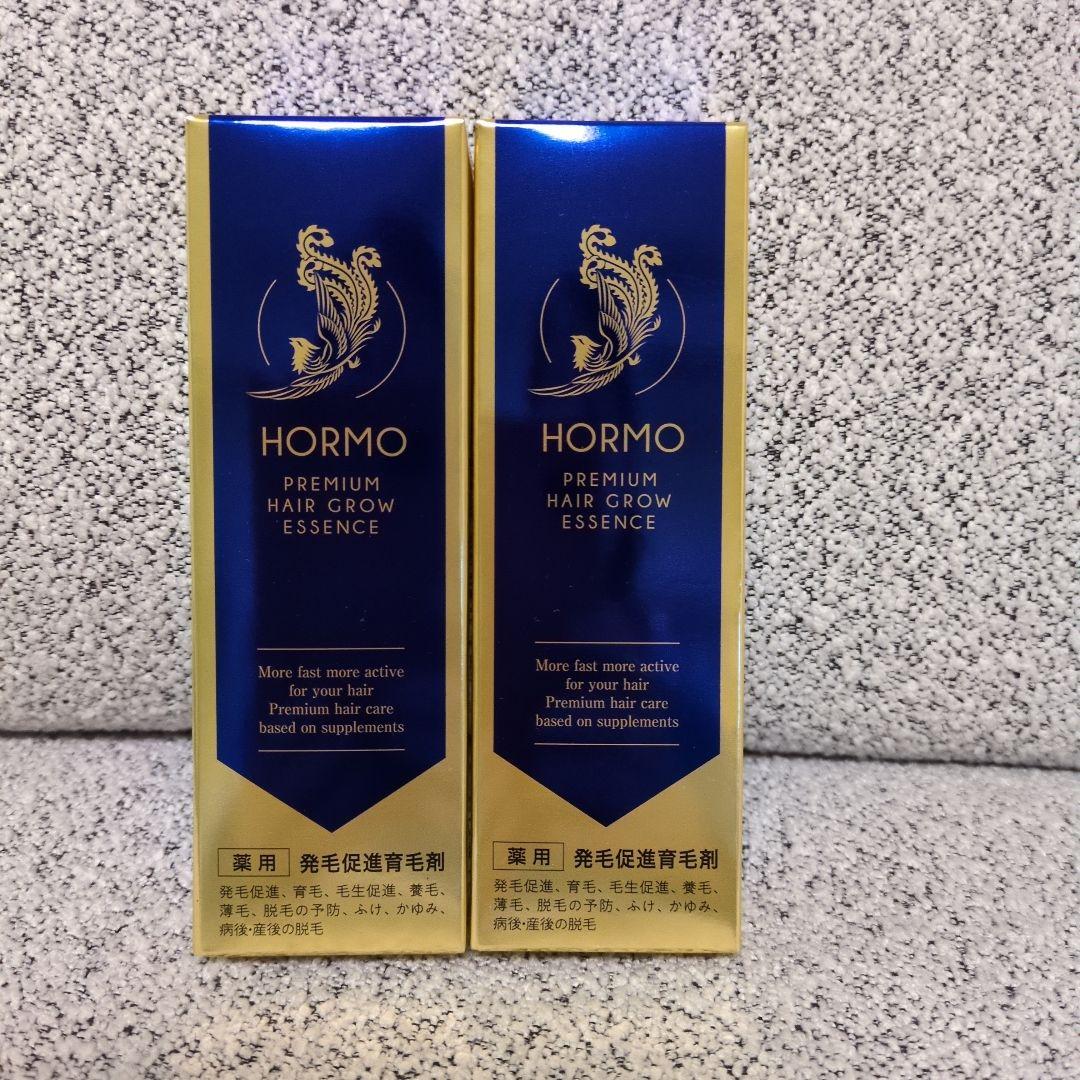 HORMO
PREMIUM
HAIR GROW
ESSENCE
More fast more active
for your hair
Premium hair care
based on supplements
薬用 発毛促進育毛剤
発毛促進、育毛、毛生促進、養毛、
薄毛、脱毛の予防、ふけ、かゆみ、
病後・産後の脱毛
HORMO
PREMIUM
HAIR GROW
ESSENCE
More fast more active
for your hair
Premium hair care
based on supplements
薬用 発毛促進育毛剤
発毛促進、育毛、毛生促進、養毛、
薄毛、脱毛の予防、ふけ、かゆみ、
病後・産後の脱毛